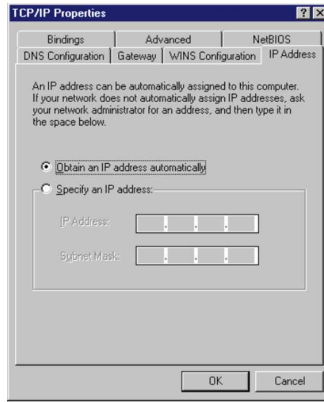 TCP/IP Properties
Bindings Advanced NetBIOS
DNS Configuration Gateway WINS Configuration IP Address
An IP address can be automatically assigned to this computer.
If your network does not automatically assign IP addresses, ask
your network administrator for an address, and then type it in
the space below.
Obtain an IP address automatically
Specify an IP address:
IP Address:
Subnet Mask:
OK Cancel